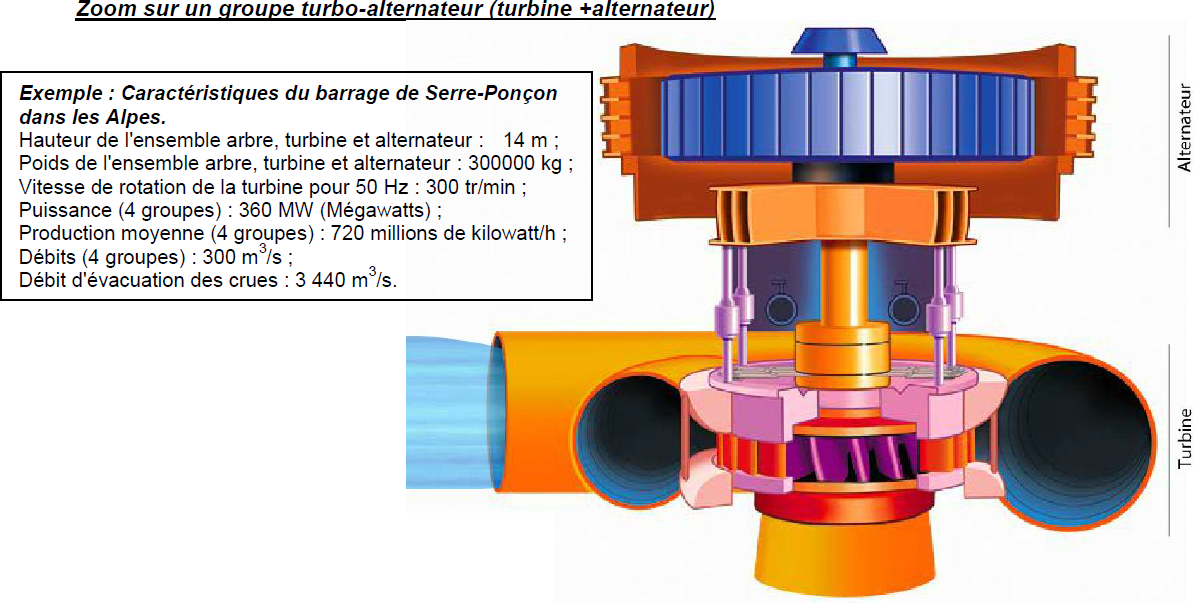 Zoom sur un groupe turbo-alternateur (turbine +alternateur)
Exemple : Caractéristiques du barrage de Serre-Ponçon
dans les Alpes.
Hauteur de l'ensemble arbre, turbine et alternateur : 14 m ;
Poids de l'ensemble arbre, turbine et alternateur : 300000 kg ;
Vitesse de rotation de la turbine pour 50 Hz : 300 tr/min ;
Puissance (4 groupes) : 360 MW (Mégawatts) ;
Production moyenne (4 groupes) : 720 millions de kilowatt/h ;
Débits (4 groupes) : 300 m³/s ;
Débit d'évacuation des crues : 3 440 m³/s.
Alternateur
Turbine